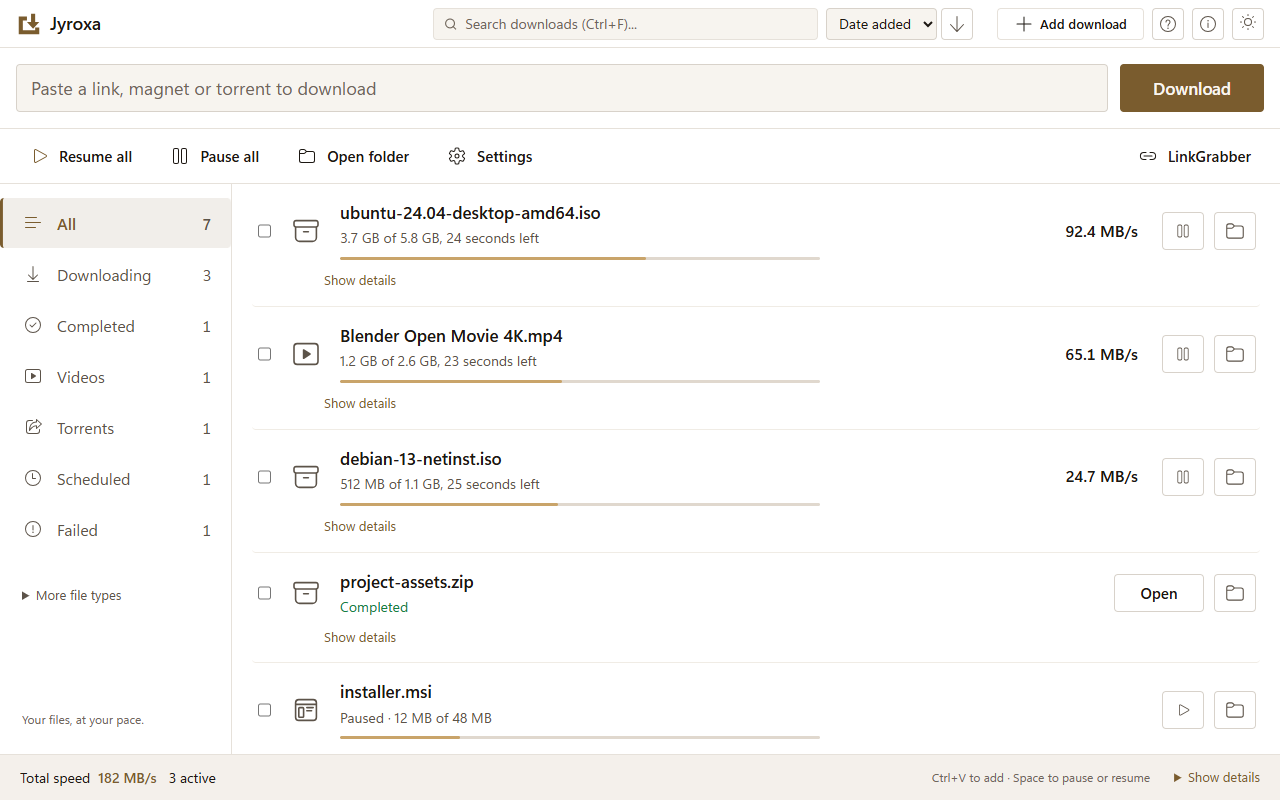 Jyroxa
Search downloads (Ctrl+F)...
Date added
Add download
Paste a link, magnet or torrent to download
Download
Resume all
Pause all
Open folder
Settings
LinkGrabber
All 7
Downloading 3
Completed 1
Videos 1
Torrents 1
Scheduled 1
Failed 1
More file types
Your files, at your pace.
ubuntu-24.04-desktop-amd64.iso
3.7 GB of 5.8 GB, 24 seconds left
92.4 MB/s
Show details
Blender Open Movie 4K.mp4
1.2 GB of 2.6 GB, 23 seconds left
65.1 MB/s
Show details
debian-13-netinst.iso
512 MB of 1.1 GB, 25 seconds left
24.7 MB/s
Show details
project-assets.zip
Completed
Open
Show details
installer.msi
Paused · 12 MB of 48 MB
Total speed 182 MB/s 3 active
Ctrl+V to add · Space to pause or resume
Show details